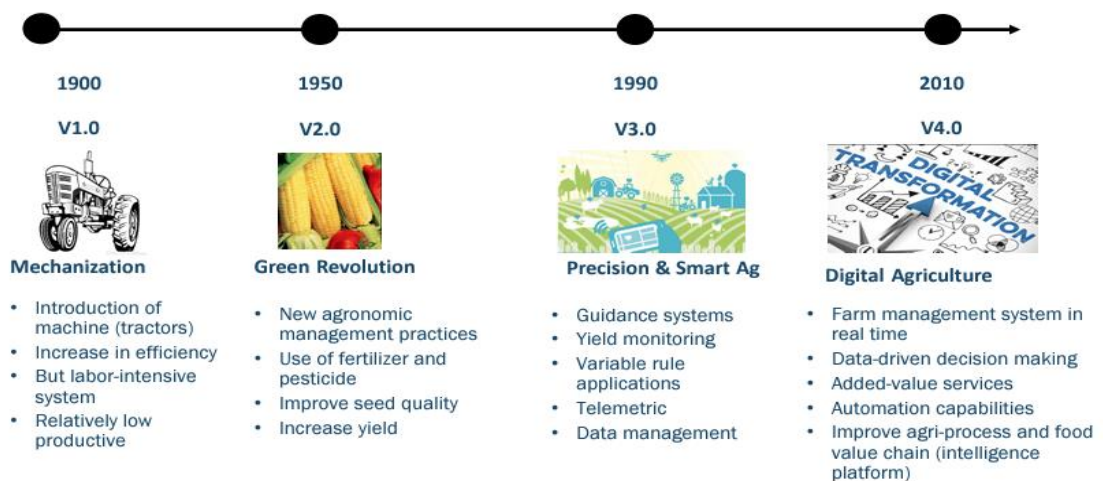 1900
V1.0
Mechanization
• Introduction of
machine (tractors)
• Increase in efficiency
• But labor-intensive
system
• Relatively low
productive
1950
V2.0
Green Revolution
• New agronomic
management practices
• Use of fertilizer and
pesticide
• Improve seed quality
• Increase yield
1990
V3.0
Precision & Smart Ag
• Guidance systems
• Yield monitoring
• Variable rule
applications
• Telemetric
• Data management
2010
V4.0
DIGITAL
TRANSFORMATION
Digital Agriculture
• Farm management system in
real time
• Data-driven decision making
• Added-value services
• Automation capabilities
• Improve agri-process and food
value chain (intelligence
platform)